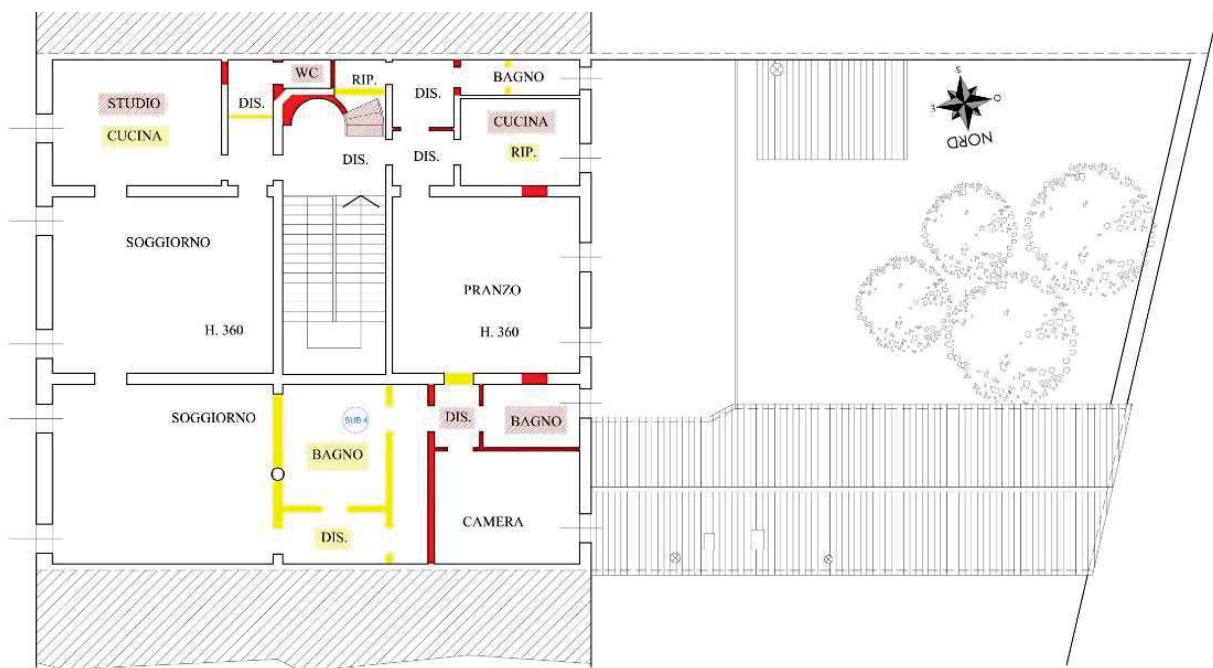 WC
RIP.
BAGNO
S
STUDIO
DIS.
DIS.
E
O
CUCINA
CUCINA
NORD
DIS.
DIS.
RIP.
SOGGIORNO
PRANZO
H. 360
H. 360
SOGGIORNO
SUB 4
DIS.
BAGNO
BAGNO
CAMERA
DIS.